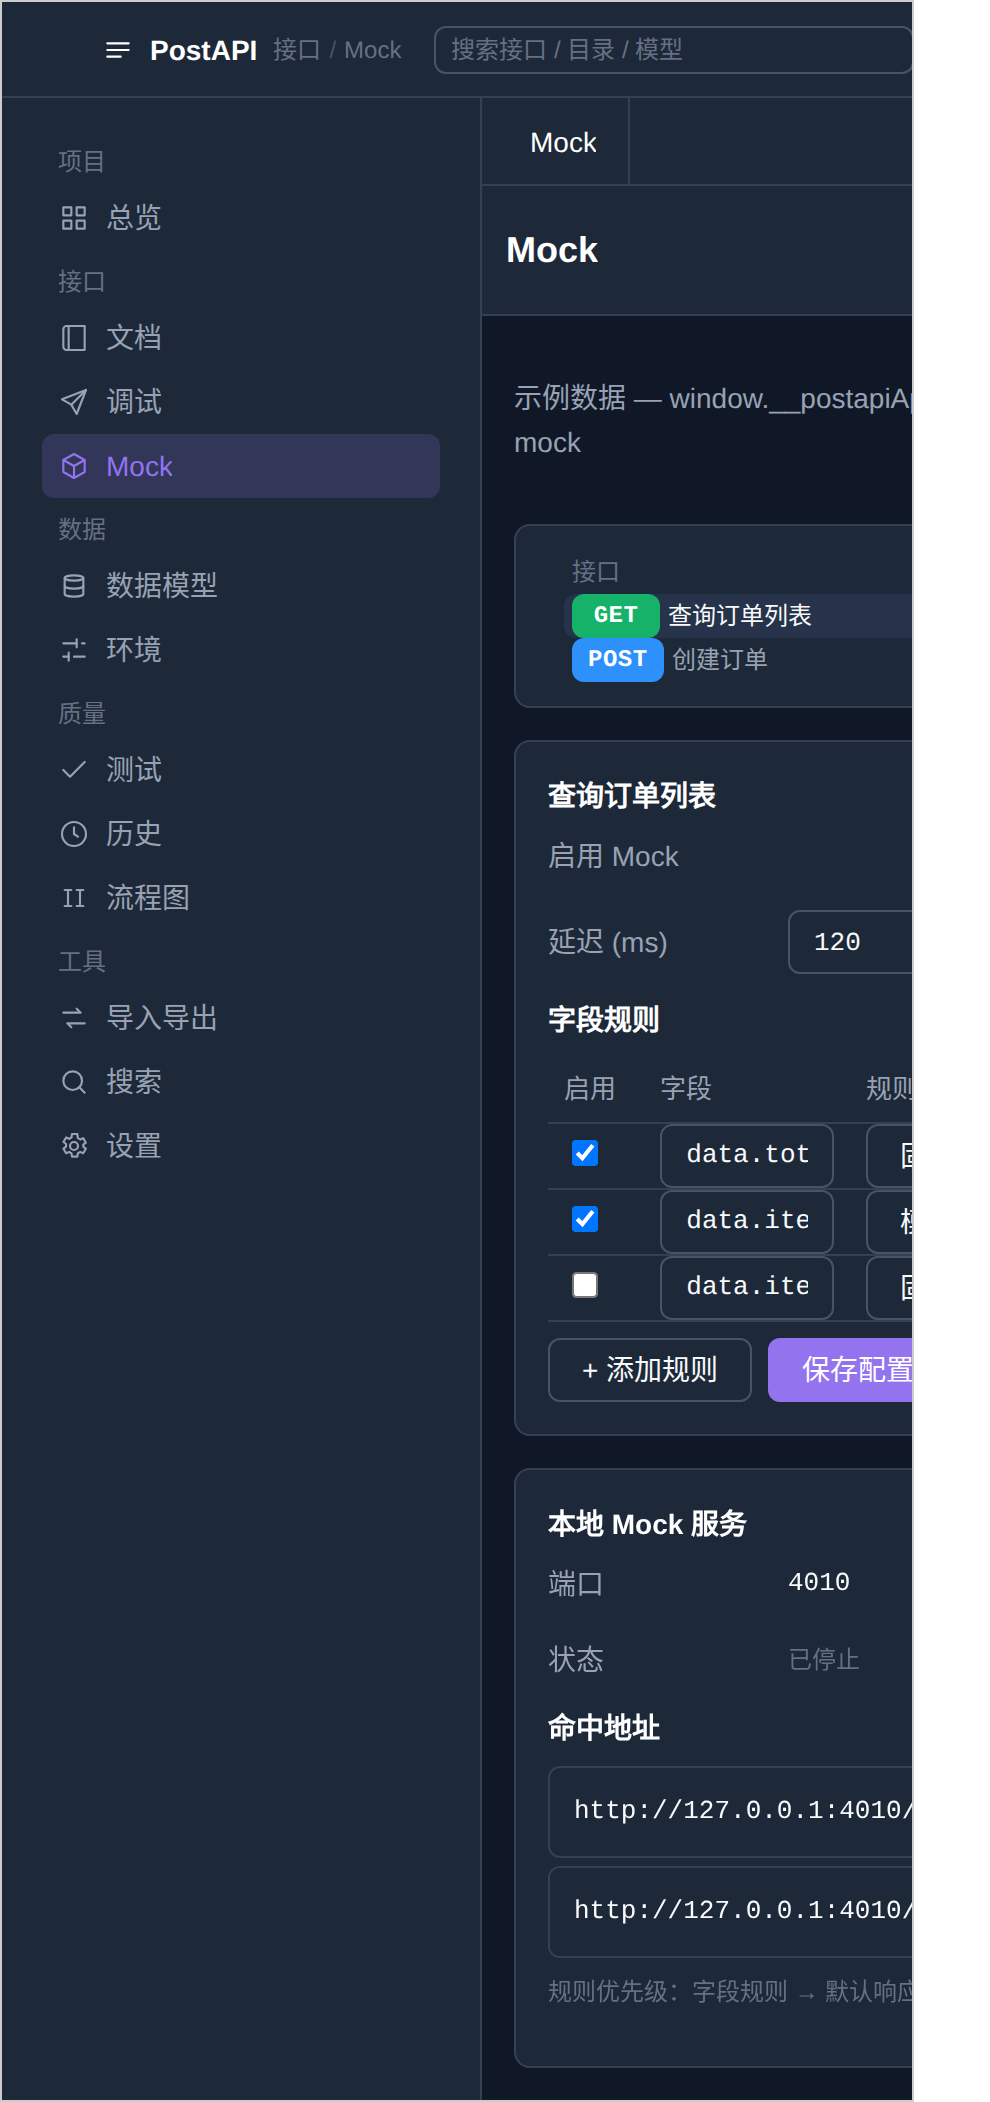 PostAPI 接口 / Mock 搜索接口 / 目录 / 模型
项目
总览
接口
文档
调试
Mock
数据
数据模型
环境
质量
测试
历史
流程图
工具
导入导出
搜索
设置
Mock
Mock
示例数据 — window.__postapiA
mock
接口
GET 查询订单列表
POST 创建订单
查询订单列表
启用 Mock
延迟 (ms) 120
字段规则
启用 字段 规则
data.tot
data.ite
data.ite
+ 添加规则 保存配置
本地 Mock 服务
端口 4010
状态 已停止
命中地址
http://127.0.0.1:4010/
http://127.0.0.1:4010/
规则优先级：字段规则 → 默认响应